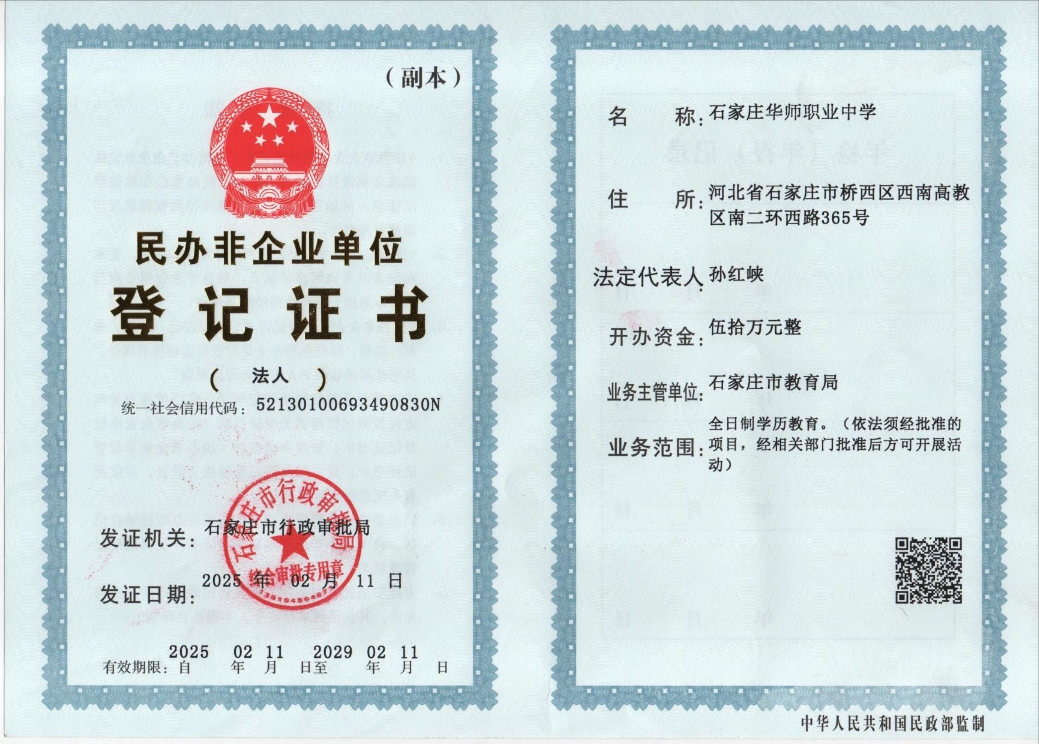 （副本）
民办非企业单位
登记证书
（ 法人 ）
统一社会信用代码：52130100693490830N
石家庄市行政审批局
综合审批专用章
发证机关：石家庄市行政审批局
发证日期：2025 年 02 月 11 日
有效期限：自 2025 年 02 月 11 日至 2029 年 02 月 11 日
名 称：石家庄华师职业中学
住 所：河北省石家庄市桥西区西南高教
区南二环西路365号
法定代表人：孙红峡
开办资金：伍拾万元整
业务主管单位：石家庄市教育局
业务范围：全日制学历教育。（依法须经批准的
项目，经相关部门批准后方可开展活
动）
中华人民共和国民政部监制